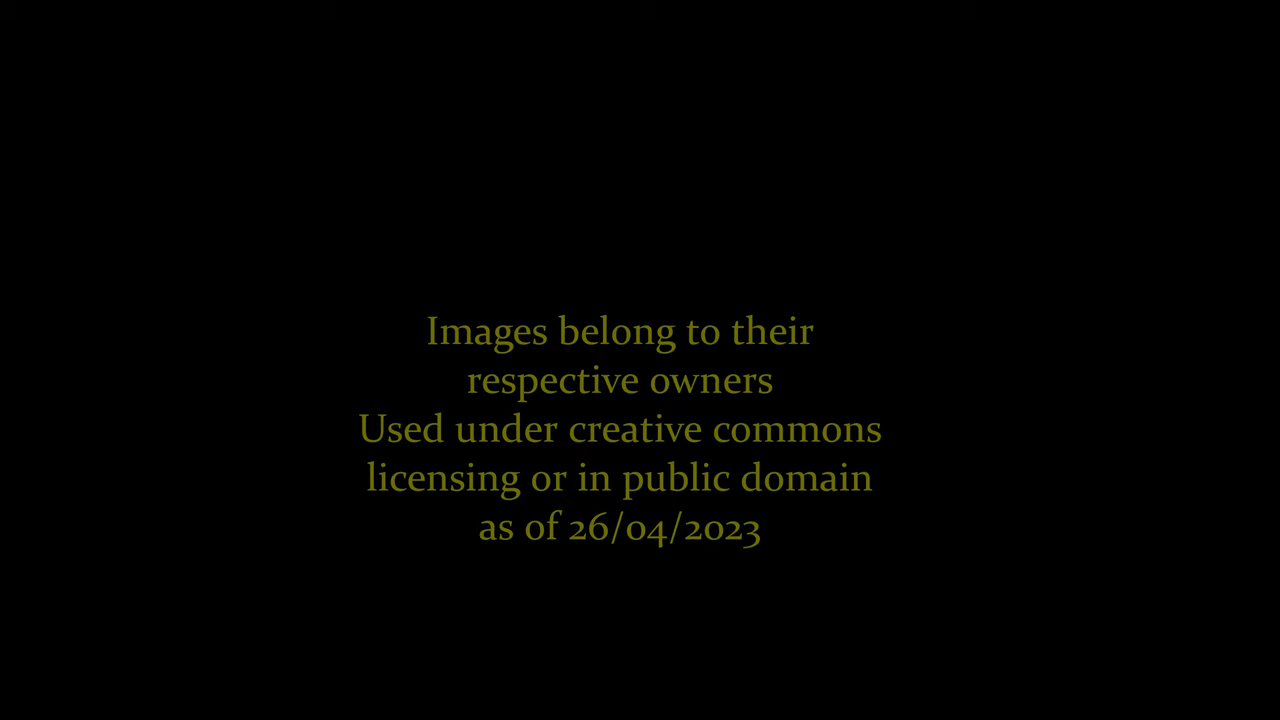 Images belong to their
respective owners
Used under creative commons
licensing or in public domain
as of 26/04/2023